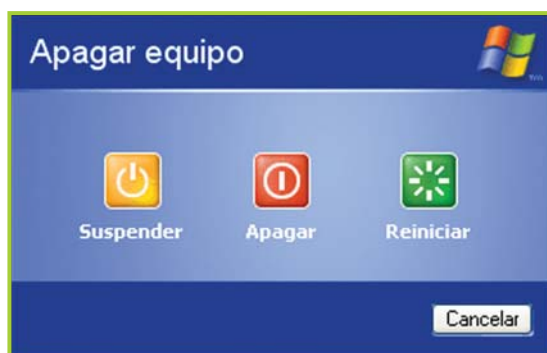 Apagar equipo
Suspender
Apagar
Reiniciar
Cancelar